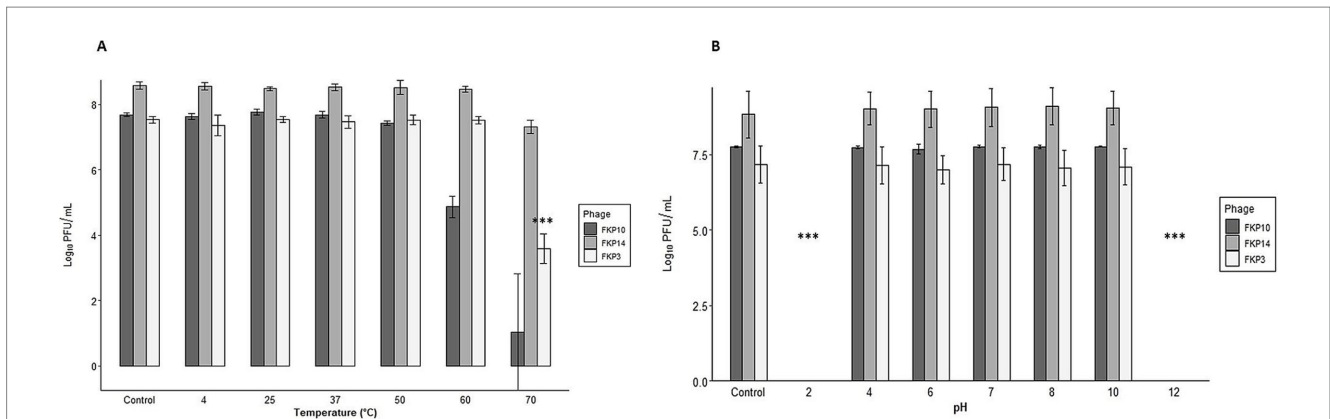 A
Log₁₀ PFU/mL
8
6
4
2
0
***
Control 4 25 37 50 60 70
Temperature (°C)
Phage
FKP10
FKP14
FKP3
B
Log₁₀ PFU/mL
7.5
5.0
2.5
0.0
*** ***
Control 2 4 6 7 8 10 12
pH
Phage
FKP10
FKP14
FKP3